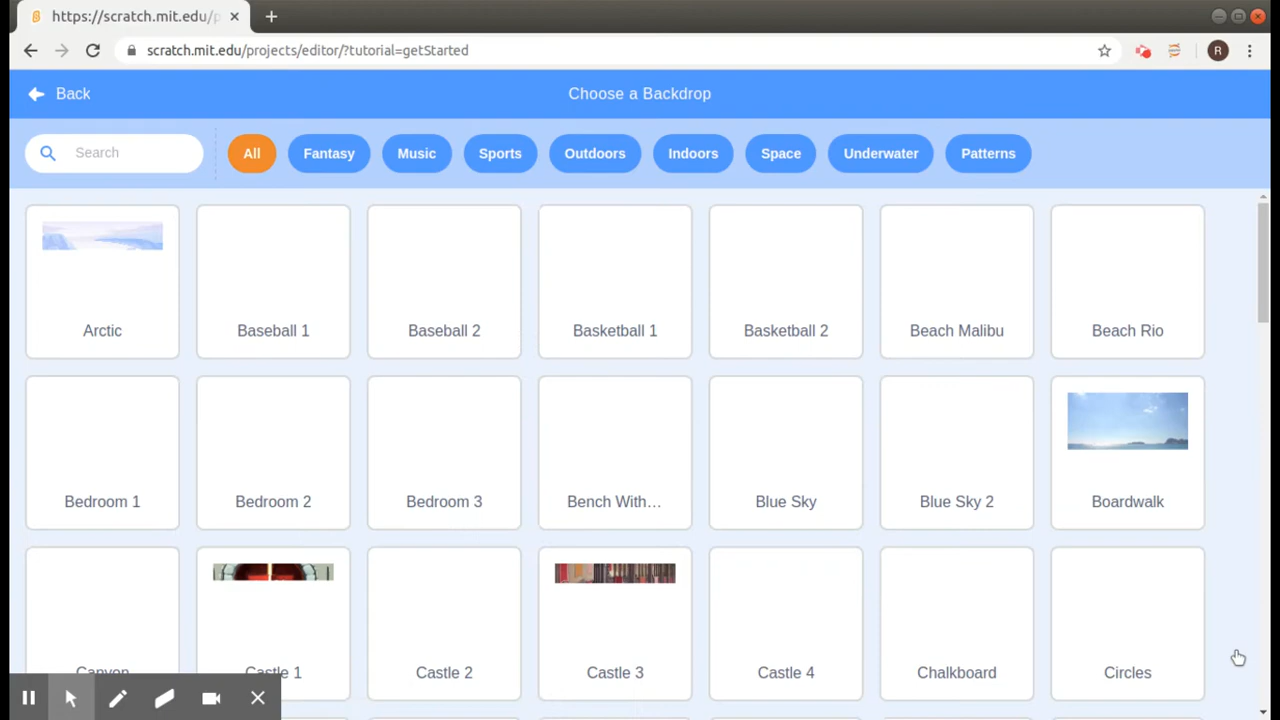 https://scratch.mit.edu/p
scratch.mit.edu/projects/editor/?tutorial=getStarted
R
Back
Choose a Backdrop
Search
All
Fantasy
Music
Sports
Outdoors
Indoors
Space
Underwater
Patterns
Arctic
Baseball 1
Baseball 2
Basketball 1
Basketball 2
Beach Malibu
Beach Rio
Bedroom 1
Bedroom 2
Bedroom 3
Bench With...
Blue Sky
Blue Sky 2
Boardwalk
Canyon
Castle 1
Castle 2
Castle 3
Castle 4
Chalkboard
Circles